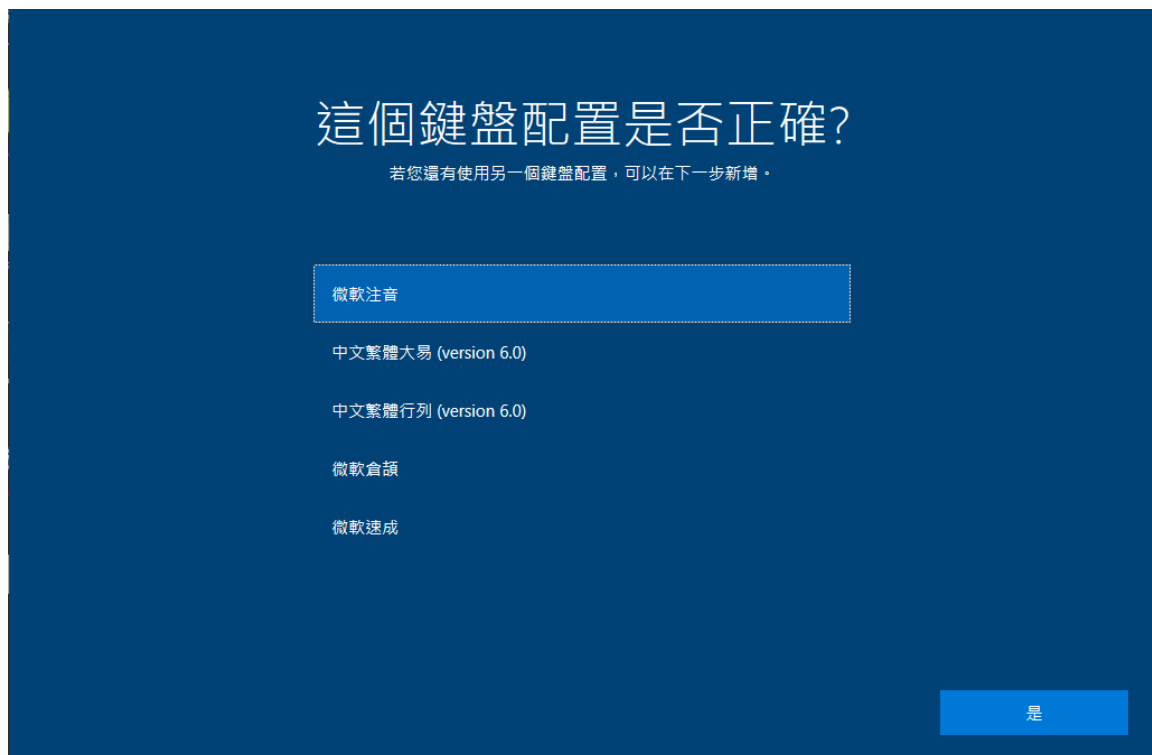 這個鍵盤配置是否正確?
若您還有使用另一個鍵盤配置，可以在下一步新增。
微軟注音
中文繁體大易 (version 6.0)
中文繁體行列 (version 6.0)
微軟倉頡
微軟速成
是